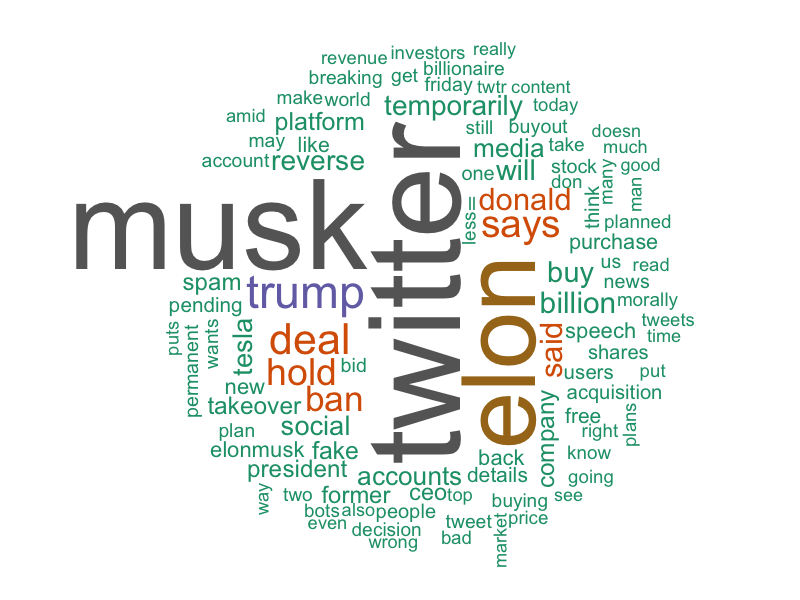 revenue investors really
breaking get billionaire
friday twtr content
make world temporarily today
amid platform still buyout doesn
may like media take much
account reverse one will stock good
don many man
musk twitter less donald think
says planned
purchase
spam trump elon buy us read
news
pending billion morally
puts permanent wants tesla deal said speech tweets
time
shares
hold bid users put
new ban company acquisition
takeover free plans
plan social right
elonmusk fake back know
president accounts details going
way two former ceo top buying see
bots also people price
even decision tweet
wrong bad market